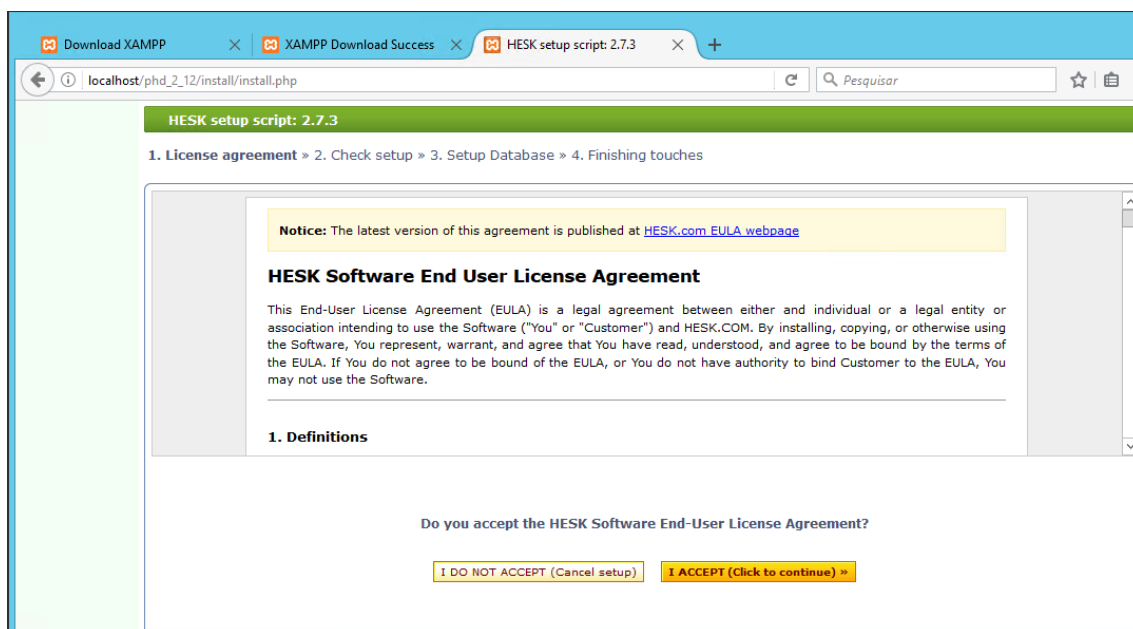 Download XAMPP
XAMPP Download Success
HESK setup script: 2.7.3
localhost/phd_2_12/install/install.php
Pesquisar
HESK setup script: 2.7.3
1. License agreement » 2. Check setup » 3. Setup Database » 4. Finishing touches
Notice: The latest version of this agreement is published at HESK.com EULA webpage
HESK Software End User License Agreement
This End-User License Agreement (EULA) is a legal agreement between either and individual or a legal entity or
association intending to use the Software ("You" or "Customer") and HESK.COM. By installing, copying, or otherwise using
the Software, You represent, warrant, and agree that You have read, understood, and agree to be bound by the terms of
the EULA. If You do not agree to be bound of the EULA, or You do not have authority to bind Customer to the EULA, You
may not use the Software.
1. Definitions
Do you accept the HESK Software End-User License Agreement?
I DO NOT ACCEPT (Cancel setup)
I ACCEPT (Click to continue) »